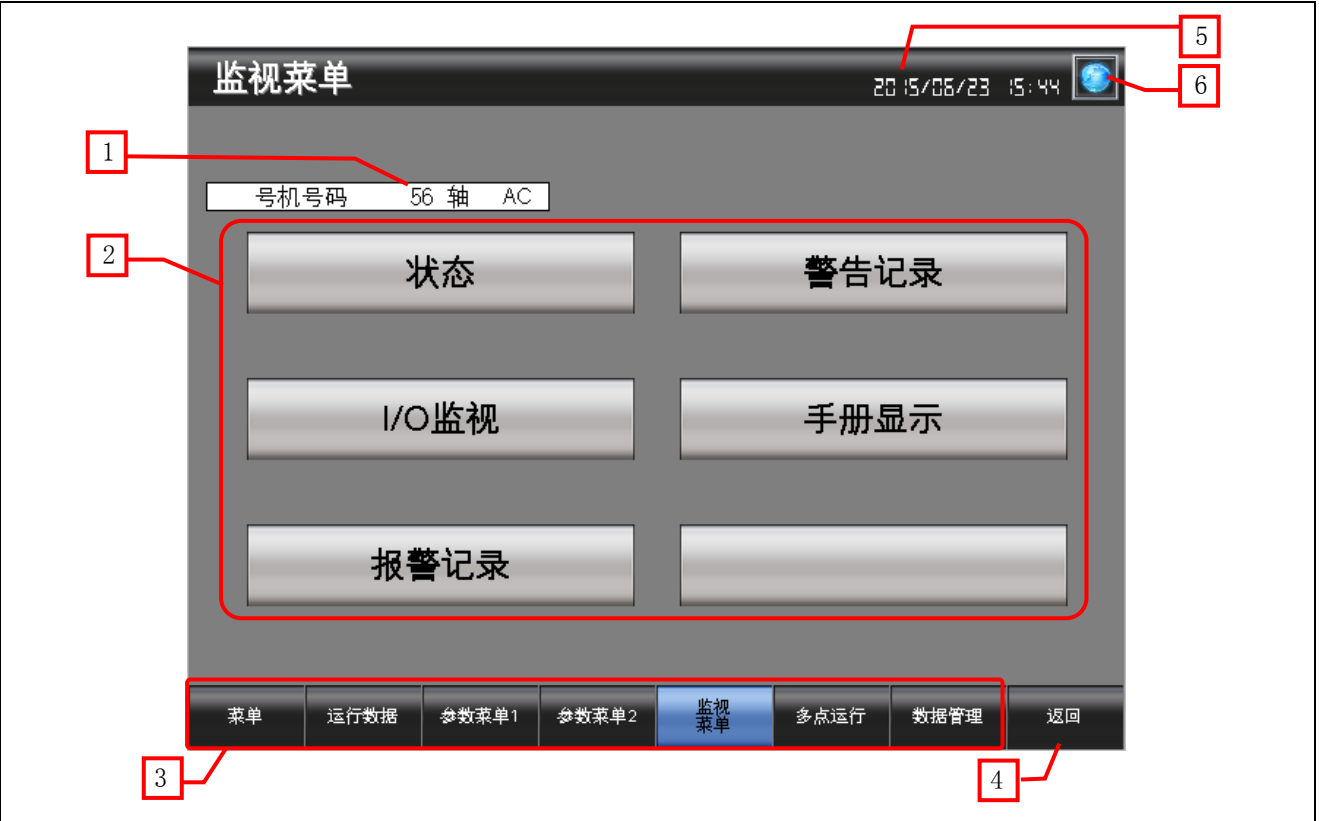 5
监视菜单
2015/06/23 15:44
6
1
号机号码 56 轴 AC
2
状态 警告记录
I/O监视 手册显示
报警记录
菜单 运行数据 参数菜单1 参数菜单2 监视 多点运行 数据管理 返回
菜单
3
4